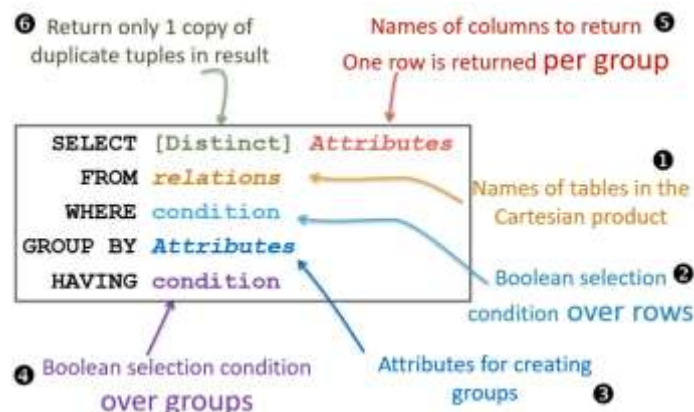 ❻ Return only 1 copy of
duplicate tuples in result
Names of columns to return ❺
One row is returned per group
SELECT [Distinct] Attributes
FROM relations
WHERE condition
GROUP BY Attributes
HAVING condition
❶
Names of tables in the
Cartesian product
Boolean selection ❷
condition over rows
❹ Boolean selection condition
over groups
Attributes for creating
groups ❸